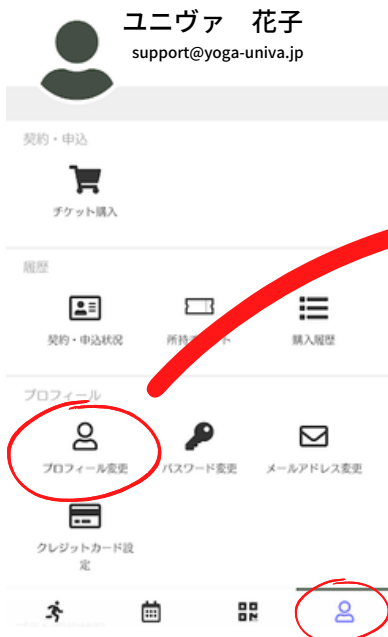 ユニヴァ　花子
support@yoga-univa.jp
契約・申込
チケット購入
履歴
契約・申込状況
所持
ト
購入履歴
プロフィール
プロフィール変更
パスワード変更
メールアドレス変更
クレジットカード設
定